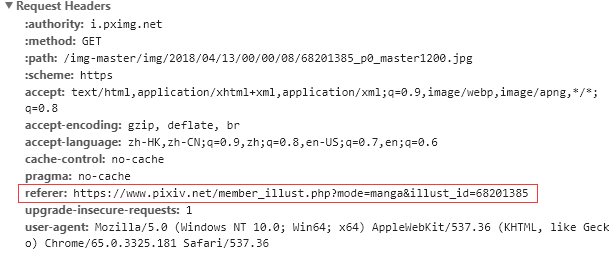 ▼ Request Headers
:authority: i.pximg.net
:method: GET
:path: /img-master/img/2018/04/13/00/00/08/68201385_p0_master1200.jpg
:scheme: https
accept: text/html,application/xhtml+xml,application/xml;q=0.9,image/webp,image/apng,*/*;
q=0.8
accept-encoding: gzip, deflate, br
accept-language: zh-HK,zh-CN;q=0.9,zh;q=0.8,en-US;q=0.7,en;q=0.6
cache-control: no-cache
pragma: no-cache
referer: https://www.pixiv.net/member_illust.php?mode=manga&illust_id=68201385
upgrade-insecure-requests: 1
user-agent: Mozilla/5.0 (Windows NT 10.0; Win64; x64) AppleWebKit/537.36 (KHTML, like Geck
o) Chrome/65.0.3325.181 Safari/537.36